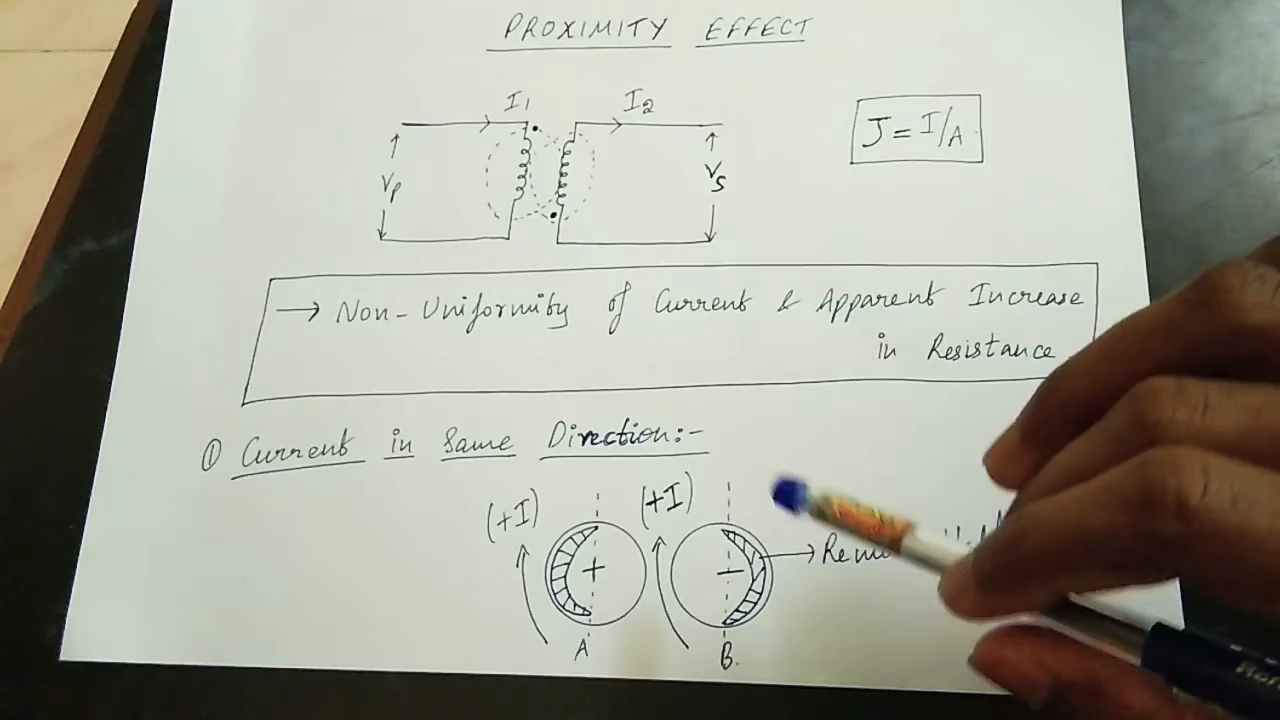 PROXIMITY EFFECT
I1 I2
J = I/A
Vp Vs
→ Non-Uniformity of Current & Apparent Increase
in Resistance
① Current in Same Direction:-
(+I) (+I)
+ –
A B.